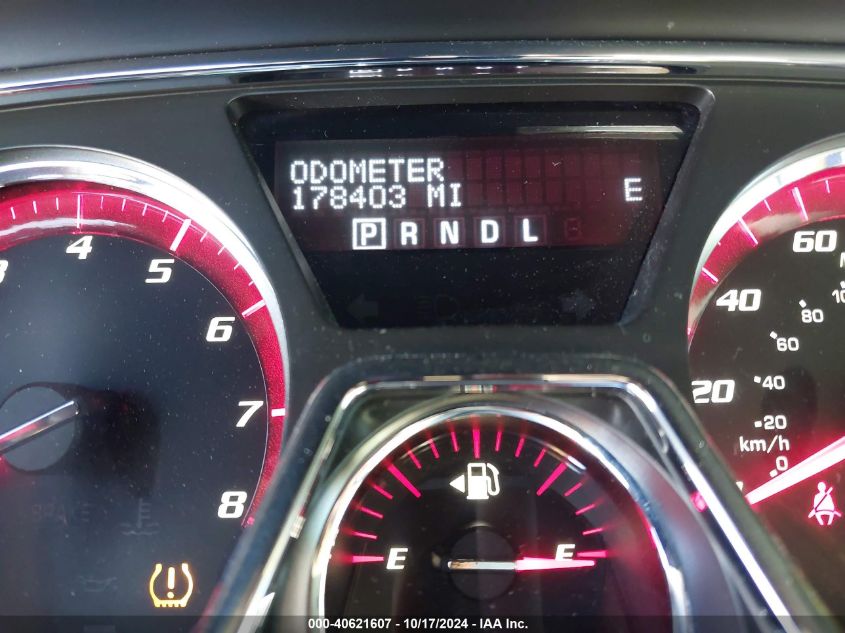 ODOMETER
178403 MI
E
P R N D L
3 4 5 6 7 8
20 40 60
km/h
0 20 40 60 80
E E
000-40621607 / 10/17/2024 - IAA Inc.